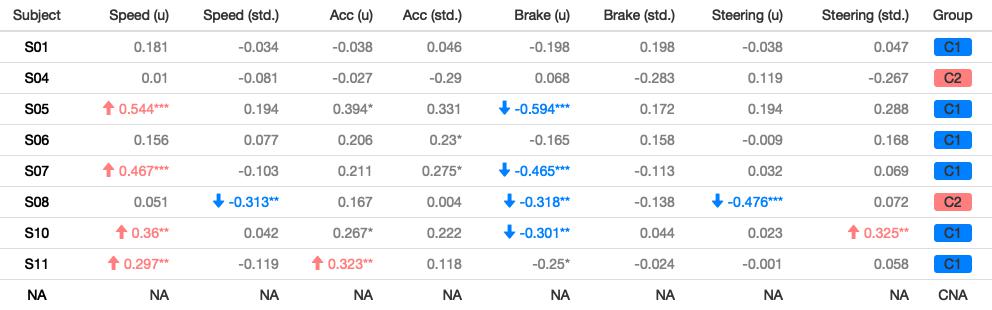 Subject Speed (u) Speed (std.) Acc (u) Acc (std.) Brake (u) Brake (std.) Steering (u) Steering (std.) Group
S01 0.181 -0.034 -0.038 0.046 -0.198 0.198 -0.038 0.047 C1
S04 0.01 -0.081 -0.027 -0.29 0.068 -0.283 0.119 -0.267 C2
S05 ⬆ 0.544*** 0.194 0.394* 0.331 ⬇ -0.594*** 0.172 0.194 0.288 C1
S06 0.156 0.077 0.206 0.23* -0.165 0.158 -0.009 0.168 C1
S07 ⬆ 0.467*** -0.103 0.211 0.275* ⬇ -0.465*** -0.113 0.032 0.069 C1
S08 0.051 ⬇ -0.313** 0.167 0.004 ⬇ -0.318** -0.138 ⬇ -0.476*** 0.072 C2
S10 ⬆ 0.36** 0.042 0.267* 0.222 ⬇ -0.301** 0.044 0.023 ⬆ 0.325** C1
S11 ⬆ 0.297** -0.119 ⬆ 0.323** 0.118 -0.25* -0.024 -0.001 0.058 C1
NA NA NA NA NA NA NA NA NA CNA